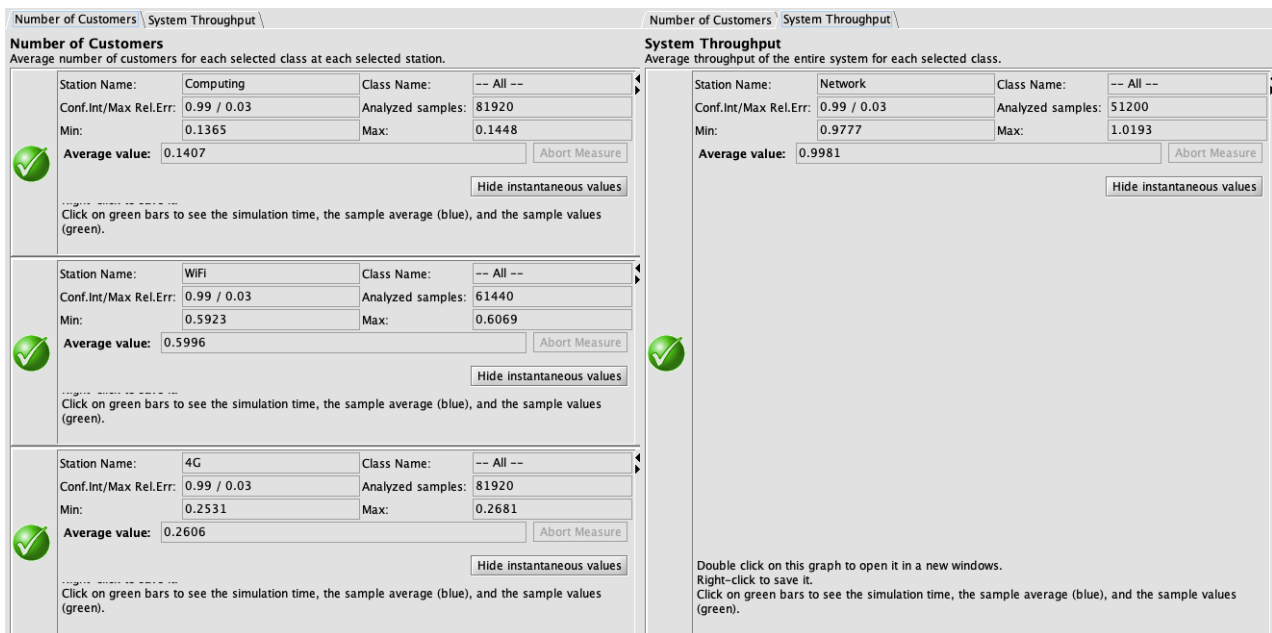 Number of Customers System Throughput
Number of Customers
Average number of customers for each selected class at each selected station.
Station Name: Computing Class Name: -- All --
Conf.Int/Max Rel.Err: 0.99 / 0.03 Analyzed samples: 81920
Min: 0.1365 Max: 0.1448
Average value: 0.1407 Abort Measure
Hide instantaneous values
Click on green bars to see the simulation time, the sample average (blue), and the sample values
(green).
Station Name: WiFi Class Name: -- All --
Conf.Int/Max Rel.Err: 0.99 / 0.03 Analyzed samples: 61440
Min: 0.5923 Max: 0.6069
Average value: 0.5996 Abort Measure
Hide instantaneous values
Click on green bars to see the simulation time, the sample average (blue), and the sample values
(green).
Station Name: 4G Class Name: -- All --
Conf.Int/Max Rel.Err: 0.99 / 0.03 Analyzed samples: 81920
Min: 0.2531 Max: 0.2681
Average value: 0.2606 Abort Measure
Hide instantaneous values
Click on green bars to see the simulation time, the sample average (blue), and the sample values
(green).
Number of Customers System Throughput
System Throughput
Average throughput of the entire system for each selected class.
Station Name: Network Class Name: -- All --
Conf.Int/Max Rel.Err: 0.99 / 0.03 Analyzed samples: 51200
Min: 0.9777 Max: 1.0193
Average value: 0.9981 Abort Measure
Hide instantaneous values
Double click on this graph to open it in a new windows.
Right-click to save it.
Click on green bars to see the simulation time, the sample average (blue), and the sample values
(green).